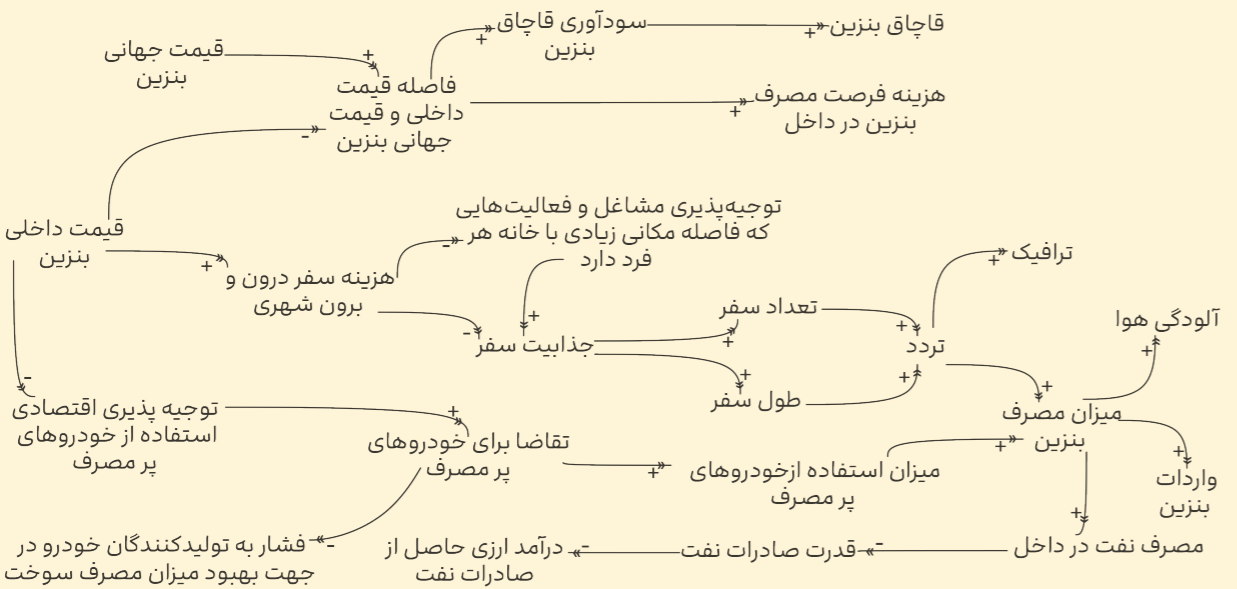 قاچاق بنزین
سودآوری قاچاق
بنزین
قیمت جهانی
بنزین
فاصله قیمت
داخلی و قیمت
جهانی بنزین
هزینه فرصت مصرف
بنزین در داخل
قیمت داخلی
بنزین
توجیه‌پذیری مشاغل و فعالیت‌هایی
که فاصله مکانی زیادی با خانه هر
فرد دارد
هزینه سفر درون و
برون شهری
ترافیک
تعداد سفر
آلودگی هوا
جذابیت سفر
تردد
طول سفر
توجیه پذیری اقتصادی
استفاده از خودروهای
پر مصرف
تقاضا برای خودروهای
پر مصرف
میزان مصرف
بنزین
میزان استفاده ازخودروهای
پر مصرف
واردات
بنزین
مصرف نفت در داخل
قدرت صادرات نفت
درآمد ارزی حاصل از
صادرات نفت
فشار به تولیدکنندگان خودرو در
جهت بهبود میزان مصرف سوخت